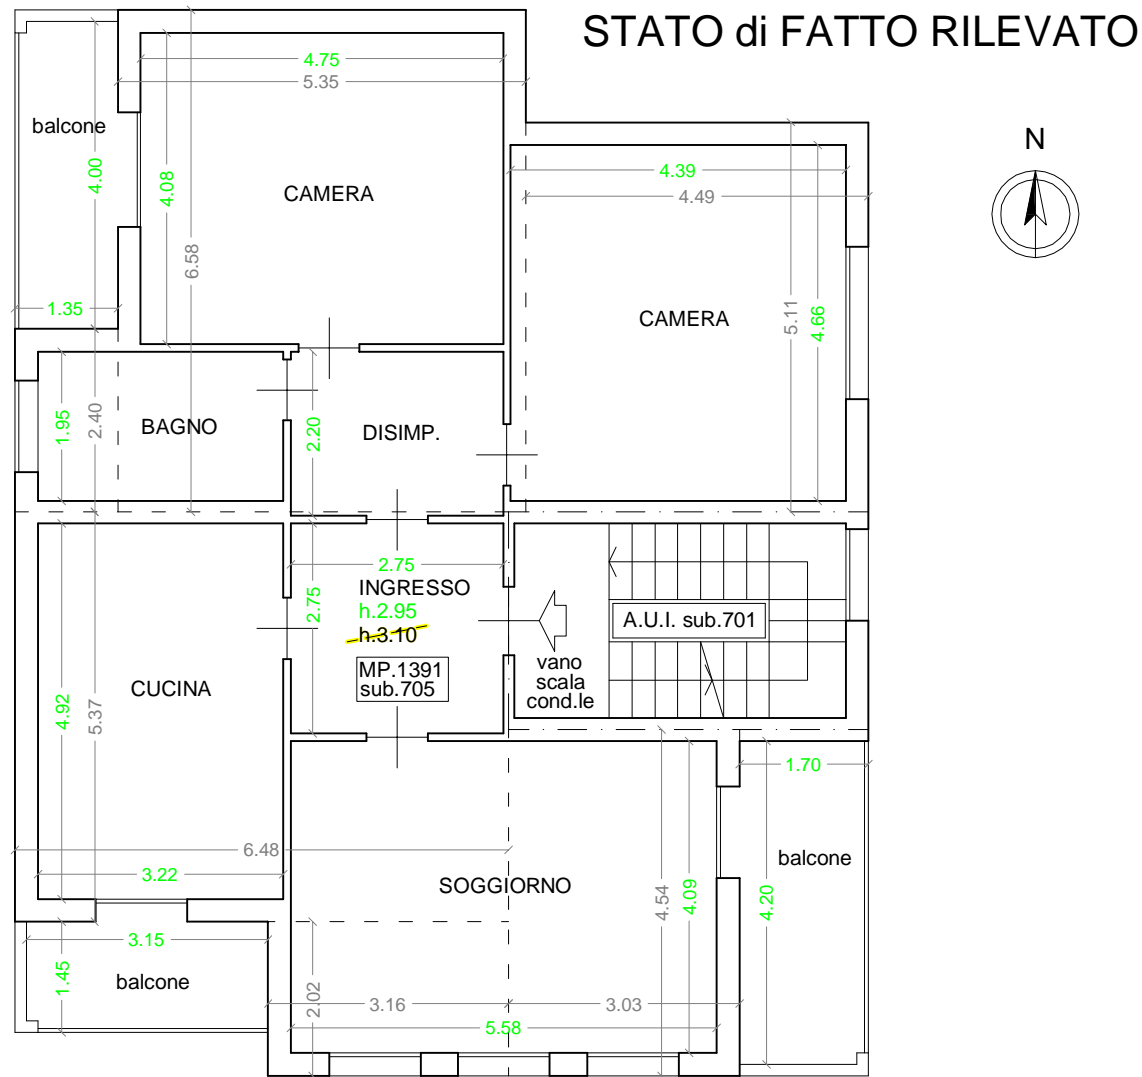 STATO di FATTO RILEVATO
N
4.75
5.35
balcone
4.00
4.08
CAMERA
6.58
1.35
4.39
4.49
CAMERA
5.11
4.66
1.95
2.40
BAGNO
2.20
DISIMP.
2.75
2.75
INGRESSO
h.2.95
h.3.10
MP.1391
sub.705
A.U.I. sub.701
vano
scala
cond.le
CUCINA
4.92
5.37
6.48
3.22
1.70
balcone
SOGGIORNO
4.54
4.09
4.20
3.15
1.45
balcone
2.02
3.16
3.03
5.58